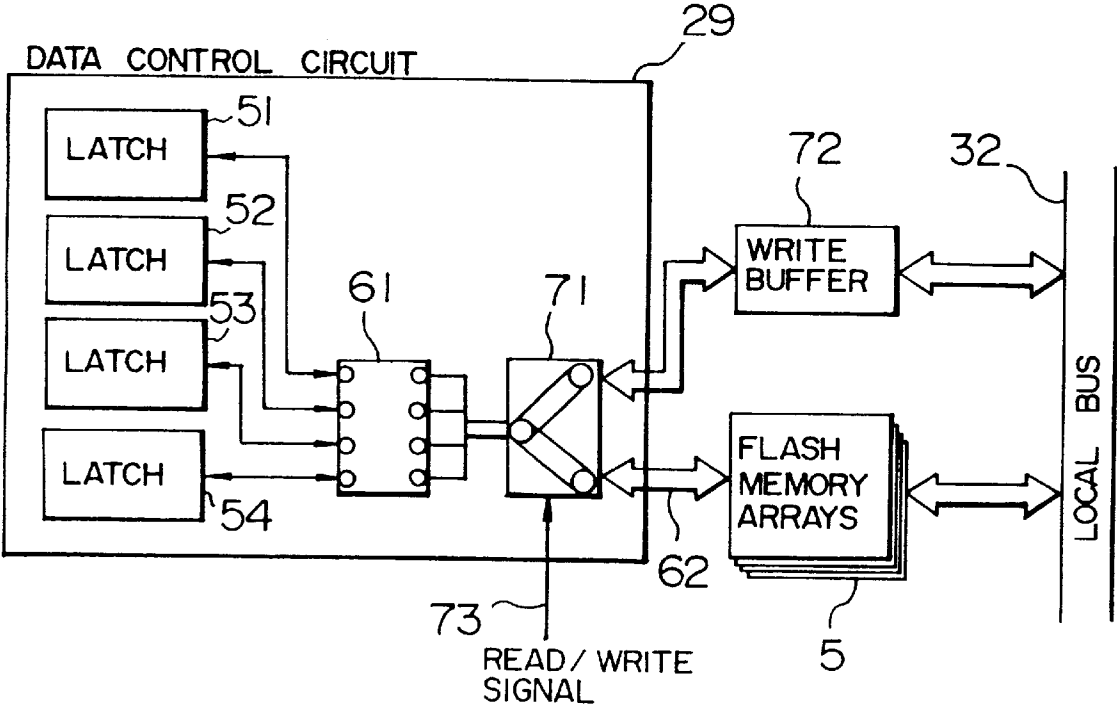 29
DATA CONTROL CIRCUIT
51
LATCH
52
LATCH
53
LATCH
54
LATCH
61
71
72
WRITE
BUFFER
32
LOCAL BUS
FLASH
MEMORY
ARRAYS
62
5
73
READ/WRITE
SIGNAL